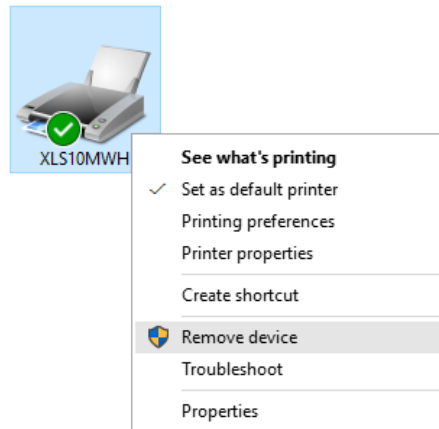 XLS10MWH
See what's printing
Set as default printer
Printing preferences
Printer properties
Create shortcut
Remove device
Troubleshoot
Properties